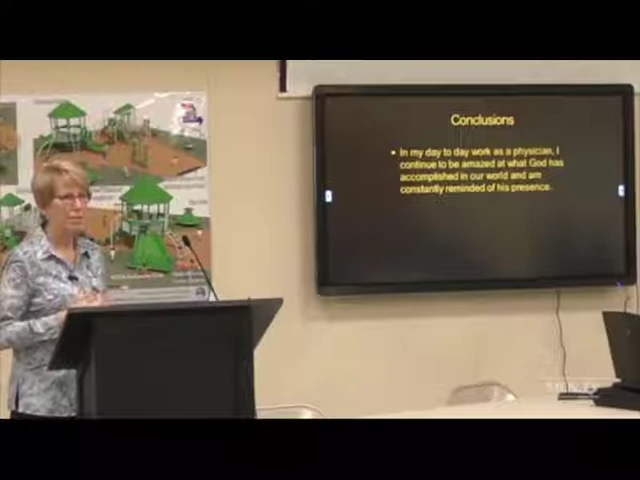 Conclusions
In my day to day work as a physician, I
continue to be amazed at what God has
accomplished in our world and am
constantly reminded of his presence.